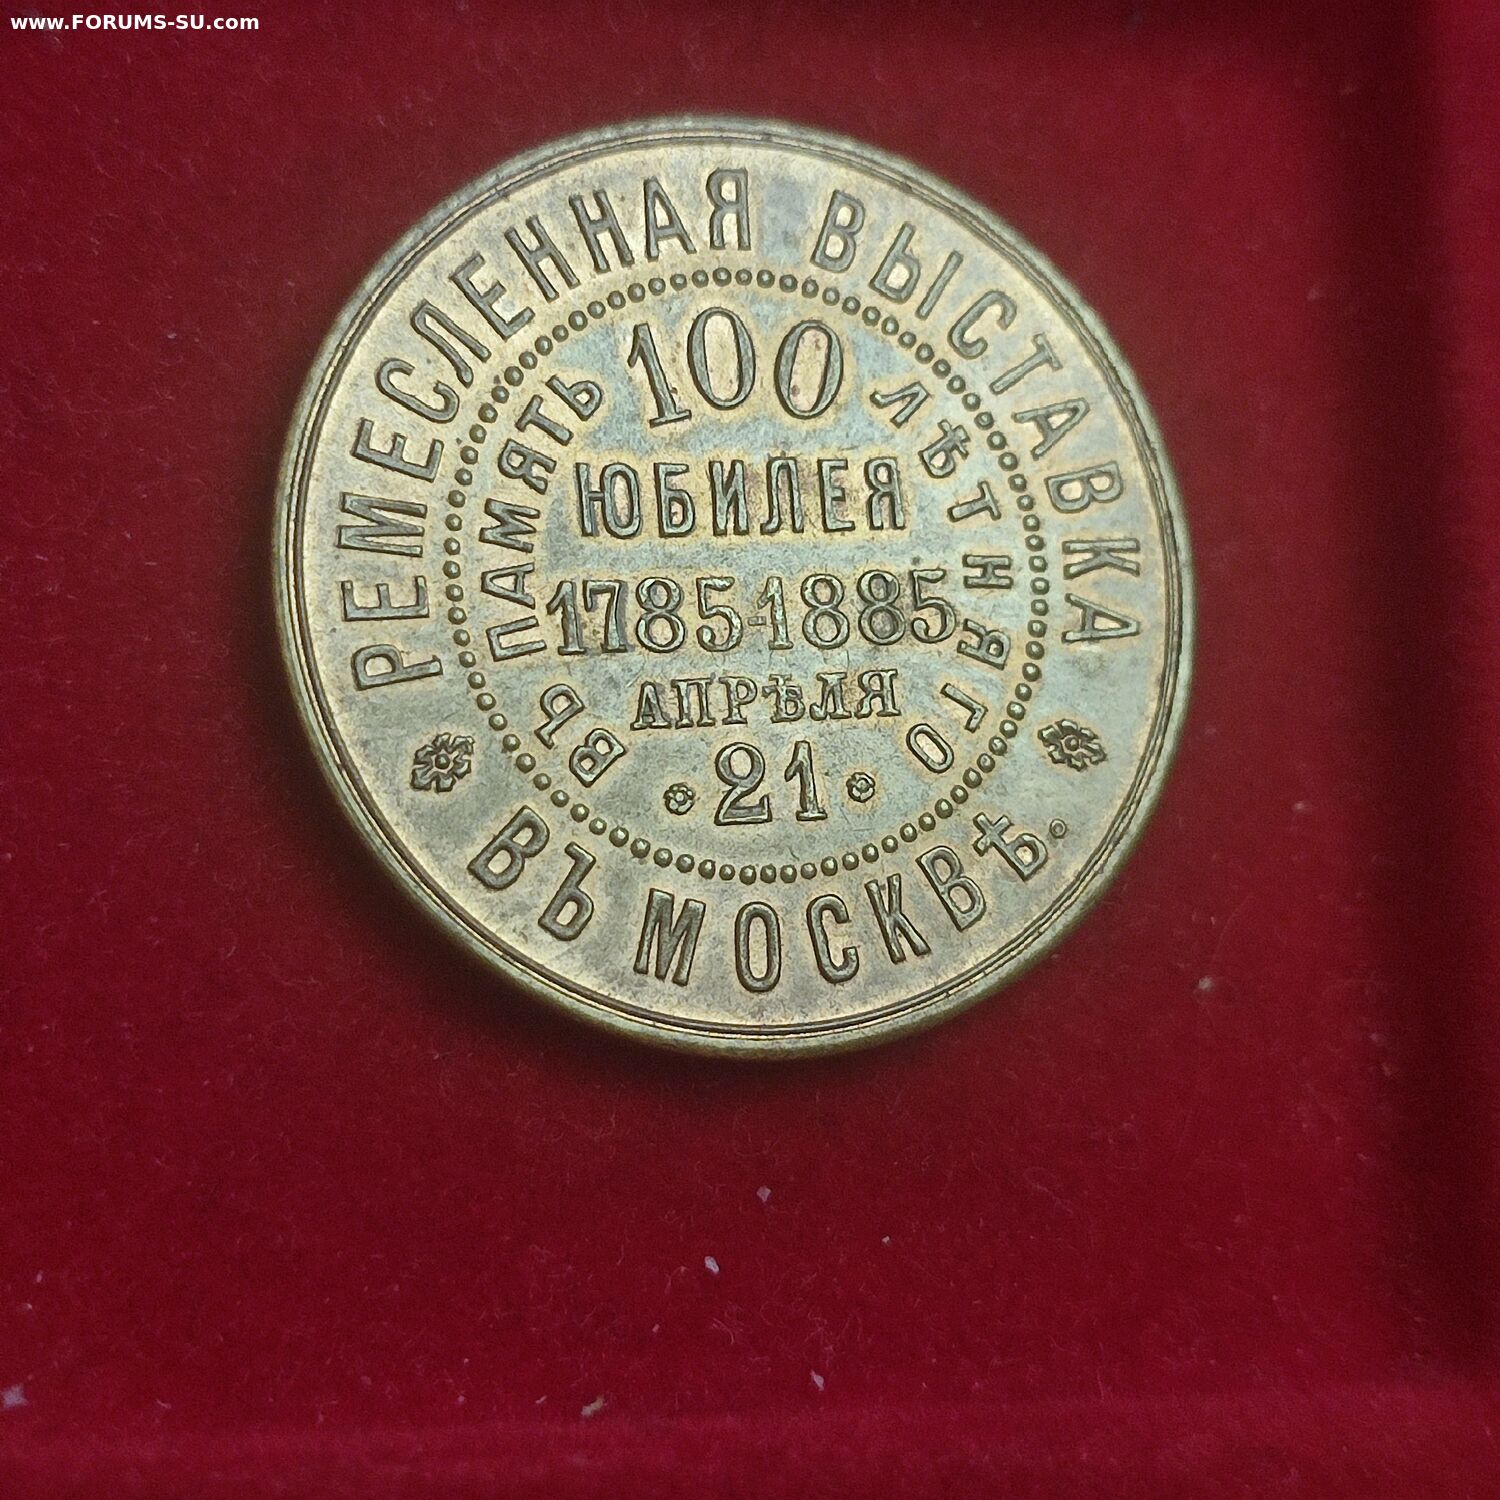 www.FORUMS-SU.com
РЕМЕСЛЕННАЯ ВЫСТАВКА
ВЪ МОСКВѢ.
ВЪ ПАМЯТЬ 100 ЛѢТНЯГО
ЮБИЛЕЯ
1785-1885
АПРѢЛЯ
21